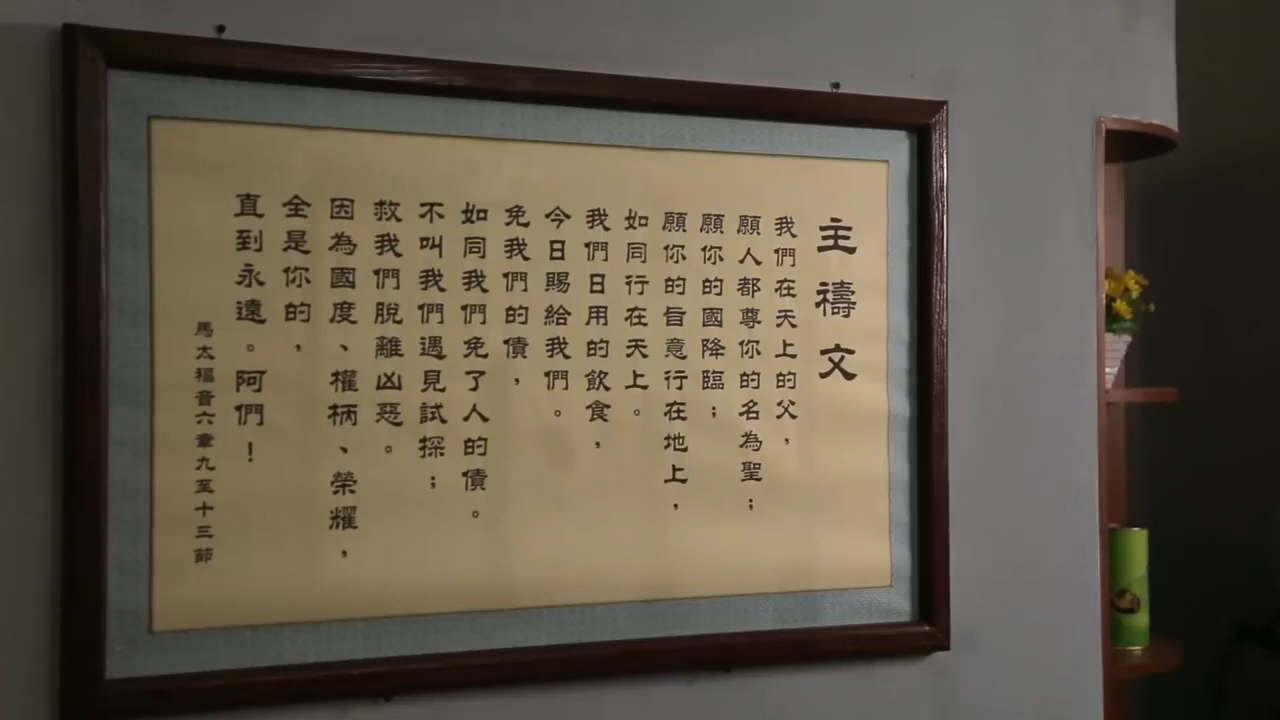 主禱文
我們在天上的父，
願人都尊你的名為聖；
願你的國降臨；
願你的旨意行在地上，
如同行在天上。
我們日用的飲食，
今日賜給我們。
免我們的債，
如同我們免了人的債。
不叫我們遇見試探；
救我們脫離凶惡。
因為國度、權柄、榮耀，
全是你的，
直到永遠。阿們！
馬太福音六章九至十三節